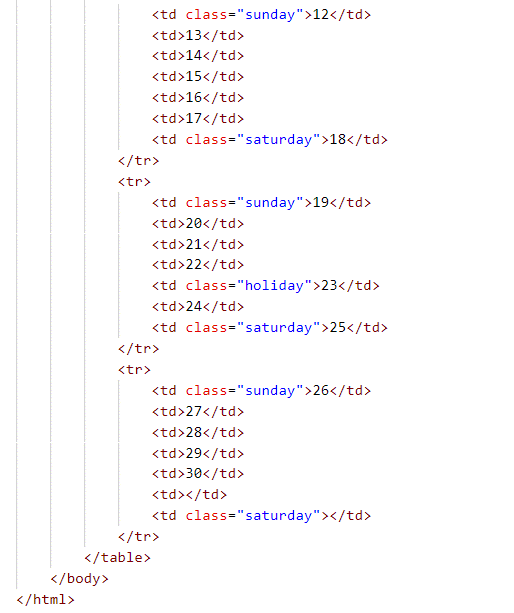 <td class="sunday">12</td>
<td>13</td>
<td>14</td>
<td>15</td>
<td>16</td>
<td>17</td>
<td class="saturday">18</td>
</tr>
<tr>
<td class="sunday">19</td>
<td>20</td>
<td>21</td>
<td>22</td>
<td class="holiday">23</td>
<td>24</td>
<td class="saturday">25</td>
</tr>
<tr>
<td class="sunday">26</td>
<td>27</td>
<td>28</td>
<td>29</td>
<td>30</td>
<td></td>
<td class="saturday"></td>
</tr>
</table>
</body>
</html>